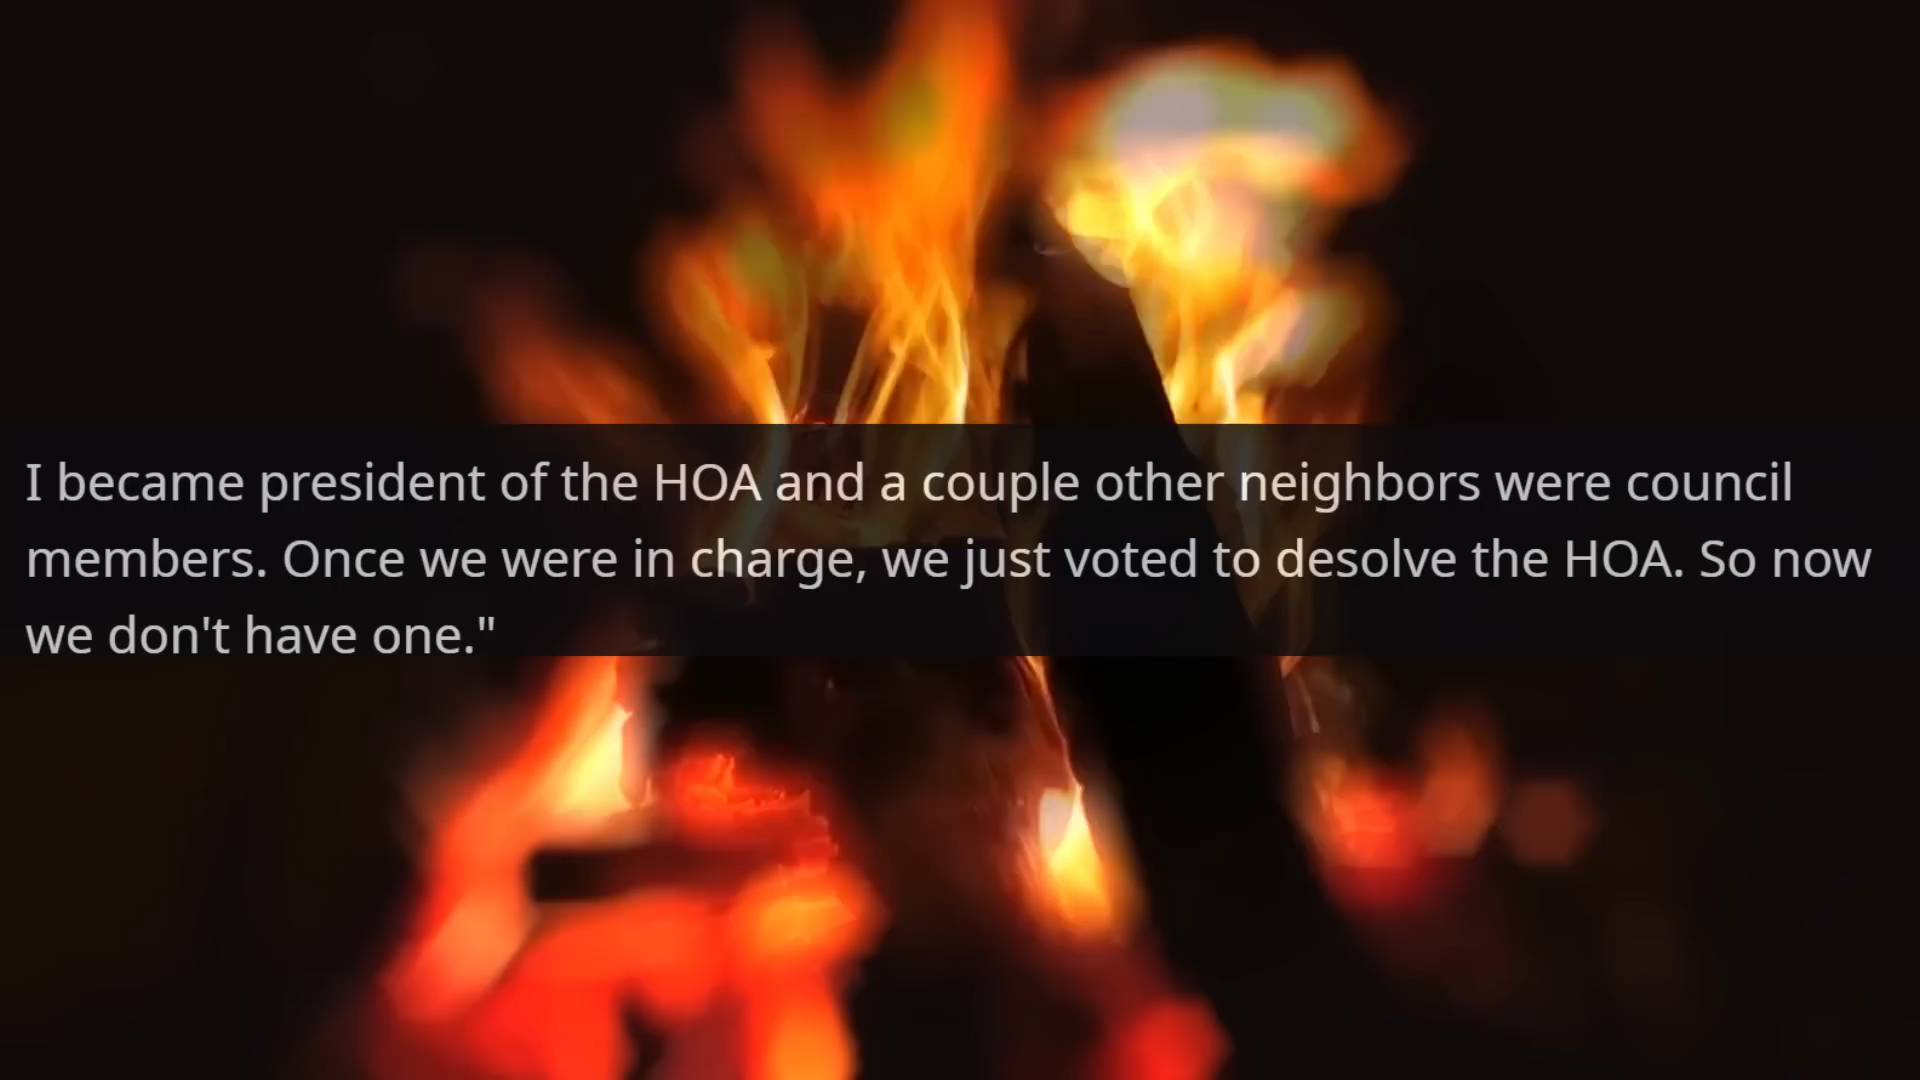 I became president of the HOA and a couple other neighbors were council
members. Once we were in charge, we just voted to desolve the HOA. So now
we don't have one."